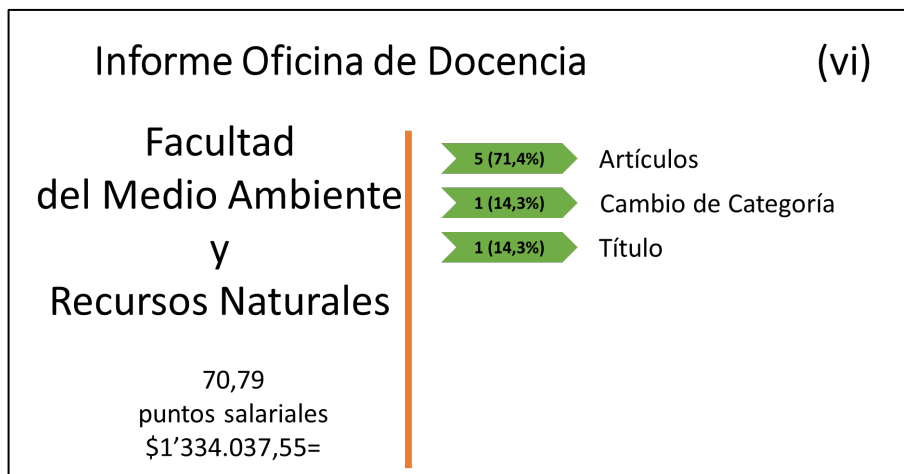 Informe Oficina de Docencia (vi)
Facultad
del Medio Ambiente
y
Recursos Naturales
70,79
puntos salariales
$1’334.037,55=
5 (71,4%) Artículos
1 (14,3%) Cambio de Categoría
1 (14,3%) Título